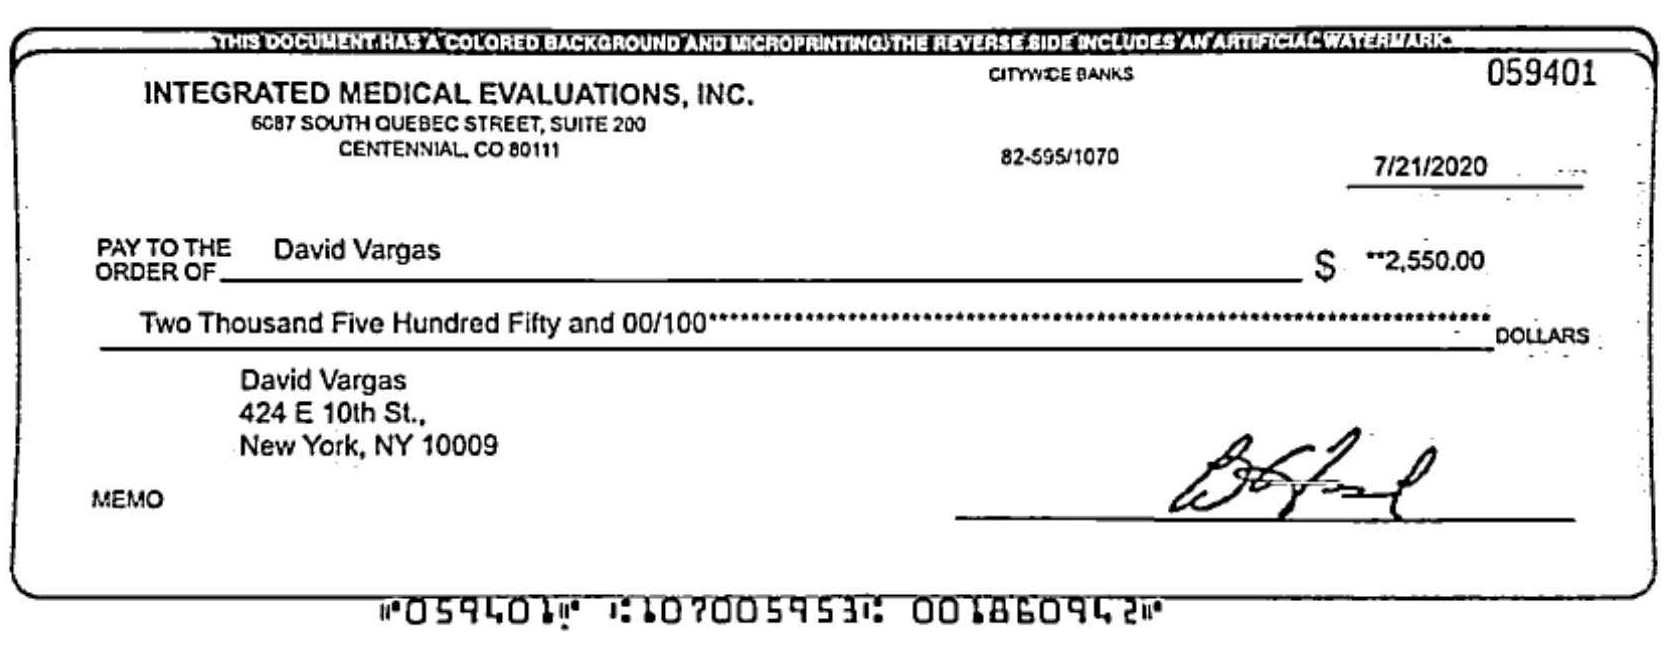 THIS DOCUMENT HAS A COLORED BACKGROUND AND MICROPRINTING. THE REVERSE SIDE INCLUDES AN ARTIFICIAL WATERMARK.
CITYWIDE BANKS
059401
INTEGRATED MEDICAL EVALUATIONS, INC.
6087 SOUTH QUEBEC STREET, SUITE 200
CENTENNIAL, CO 80111
82-595/1070
7/21/2020
PAY TO THE ORDER OF David Vargas $ **2,550.00
Two Thousand Five Hundred Fifty and 00/100******************************************************************************
DOLLARS
David Vargas
424 E 10th St.,
New York, NY 10009
MEMO
⑈059401⑈ ⑆107005953⑆ 001860942⑈